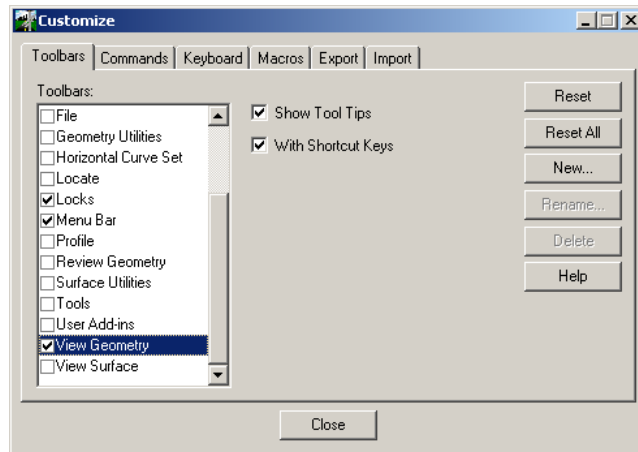 Customize
Toolbars Commands Keyboard Macros Export Import
Toolbars:
File
Geometry Utilities
Horizontal Curve Set
Locate
Locks
Menu Bar
Profile
Review Geometry
Surface Utilities
Tools
User Add-ins
View Geometry
View Surface
Show Tool Tips
With Shortcut Keys
Reset
Reset All
New...
Rename...
Delete
Help
Close